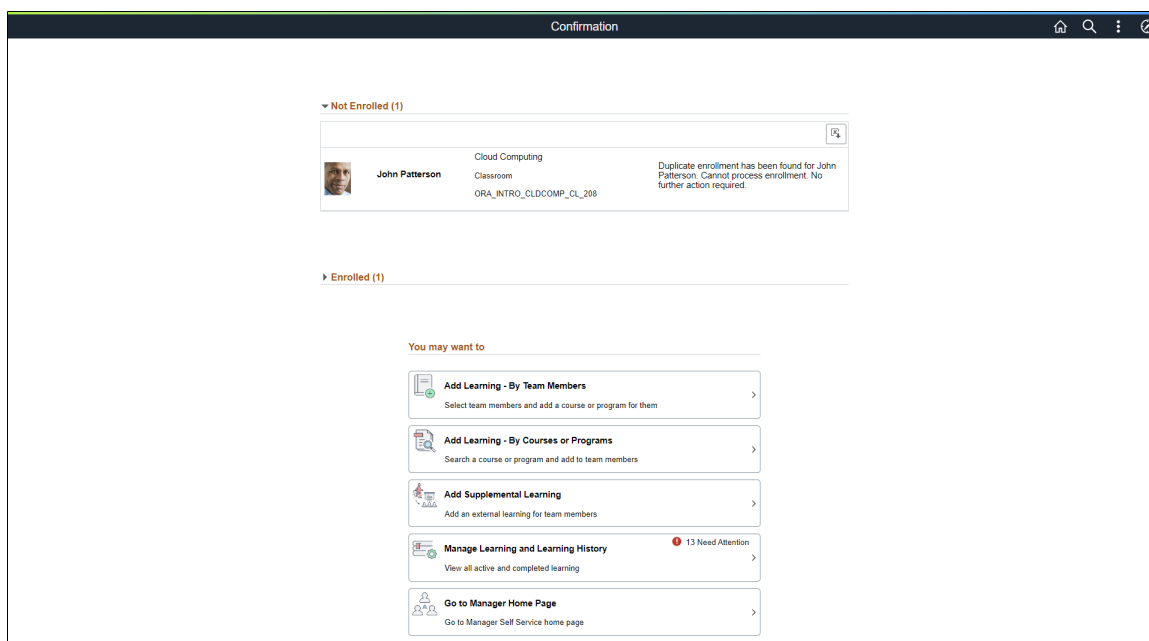 Confirmation
Not Enrolled (1)
John Patterson
Cloud Computing
Classroom
ORA_INTRO_CLDCOMP_CL_208
Duplicate enrollment has been found for John
Patterson. Cannot process enrollment. No
further action required.
Enrolled (1)
You may want to
Add Learning - By Team Members
Select team members and add a course or program for them
Add Learning - By Courses or Programs
Search a course or program and add to team members
Add Supplemental Learning
Add an external learning for team members
Manage Learning and Learning History
13 Need Attention
View all active and completed learning
Go to Manager Home Page
Go to Manager Self Service home page